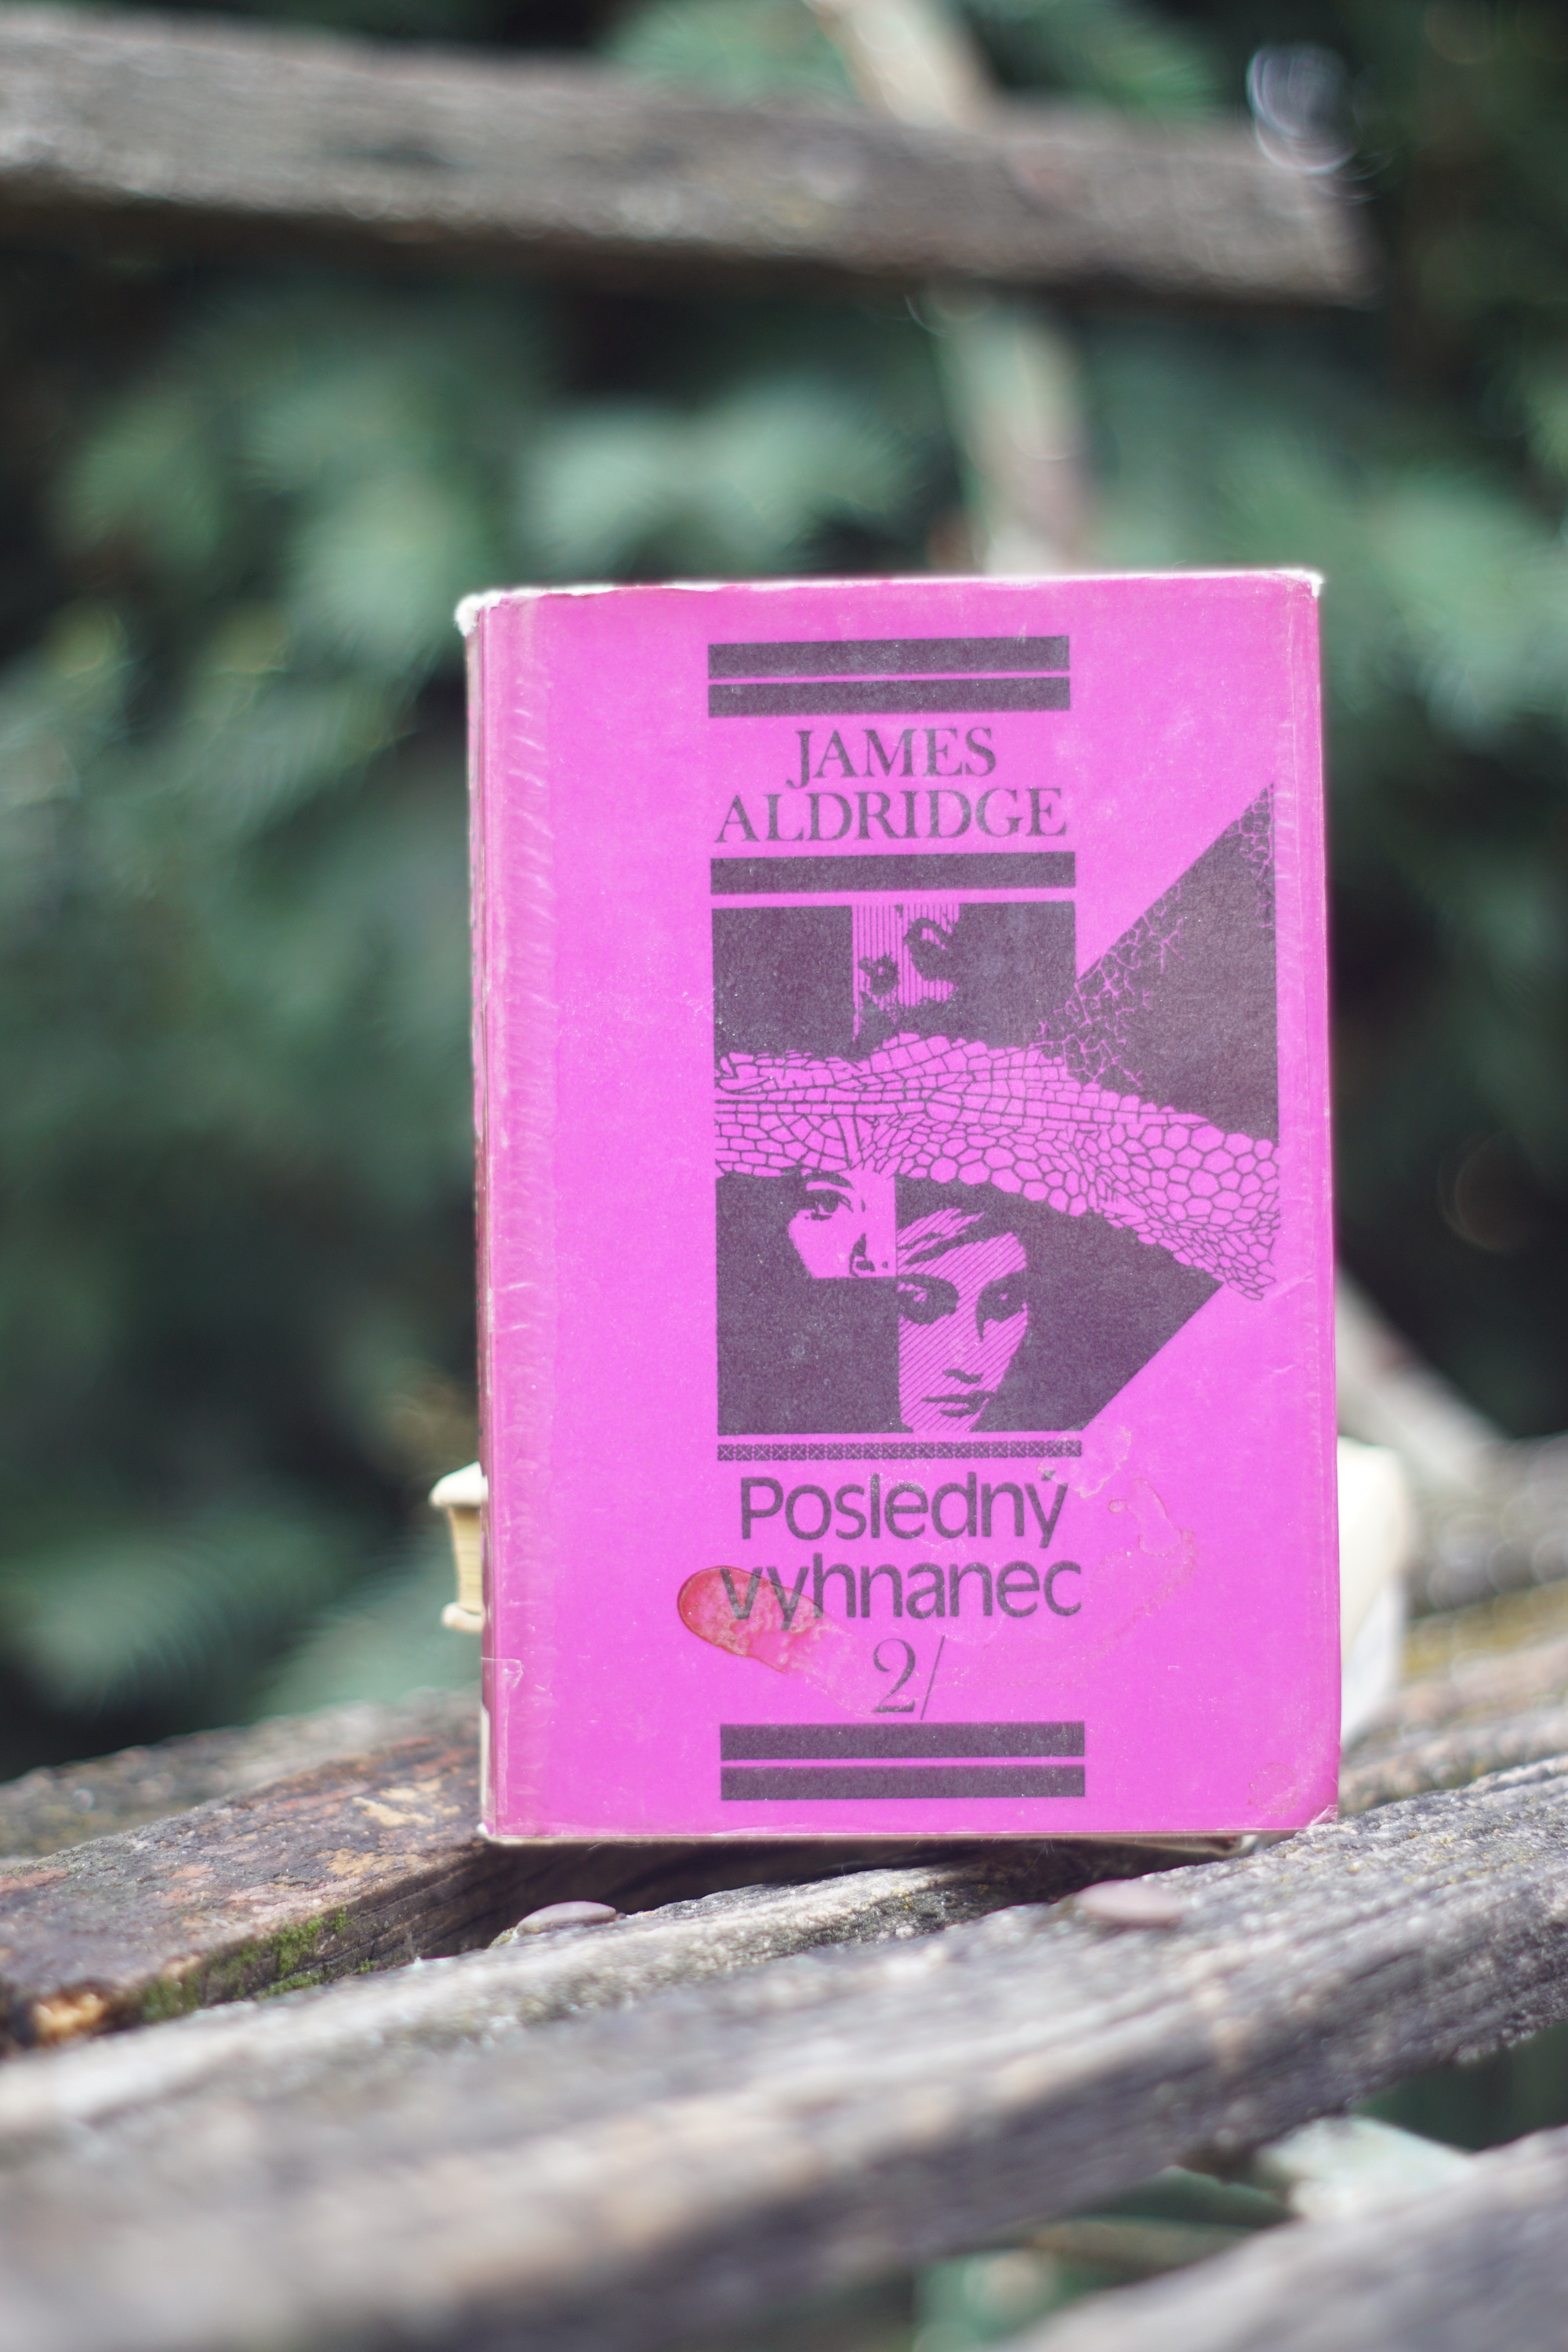 JAMES
ALDRIDGE
Posledný
vyhnanec
2/